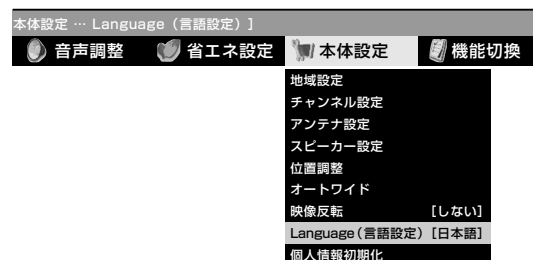 本体設定 … Language（言語設定）］
音声調整 省エネ設定 本体設定 機能切換
地域設定
チャンネル設定
アンテナ設定
スピーカー設定
位置調整
オートワイド
映像反転 ［しない］
Language（言語設定）［日本語］
個人情報初期化